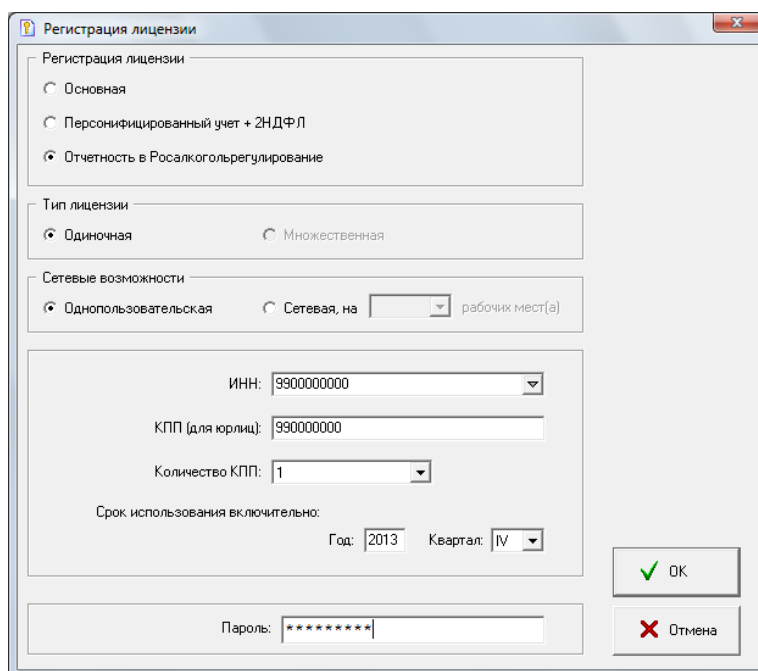 Регистрация лицензии
Регистрация лицензии
Основная
Персонифицированный учет + 2НДФЛ
Отчетность в Росалкогольрегулирование
Тип лицензии
Одиночная Множественная
Сетевые возможности
Однопользовательская Сетевая, на рабочих мест(а)
ИНН: 9900000000
КПП (для юрлиц): 990000000
Количество КПП: 1
Срок использования включительно:
Год: 2013 Квартал: IV
OK
Пароль: *********
Отмена